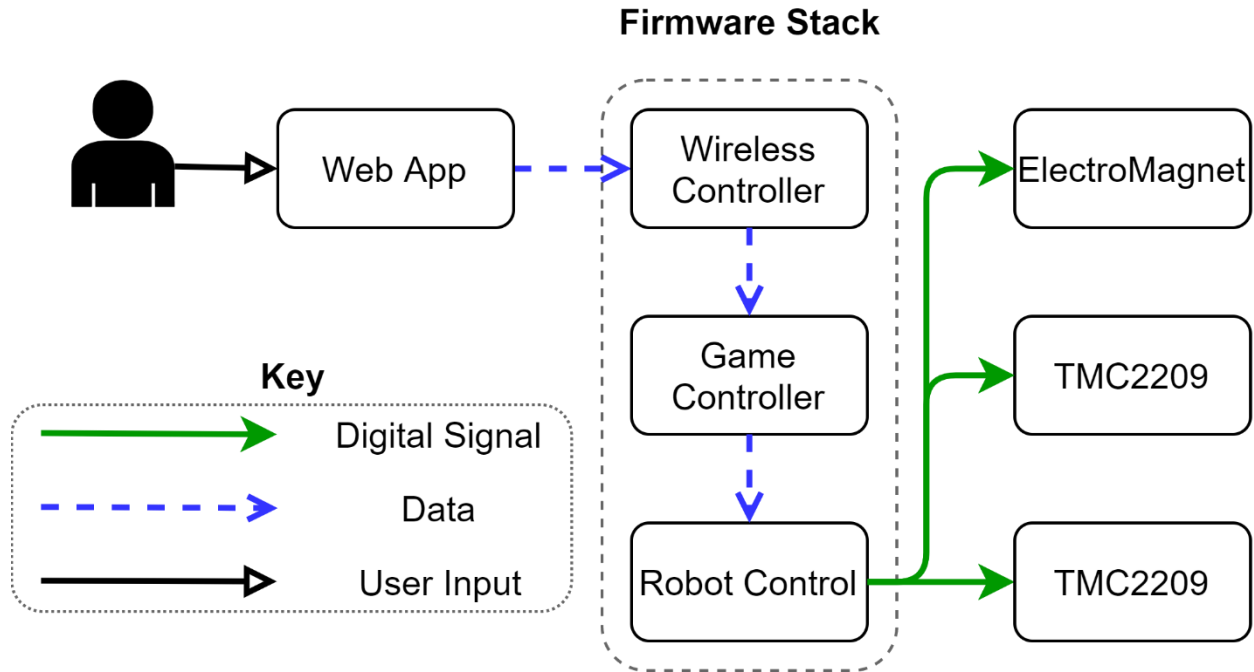 Firmware Stack
Web App
Wireless
Controller
ElectroMagnet
Game
Controller
TMC2209
Robot Control
TMC2209
Key
Digital Signal
Data
User Input